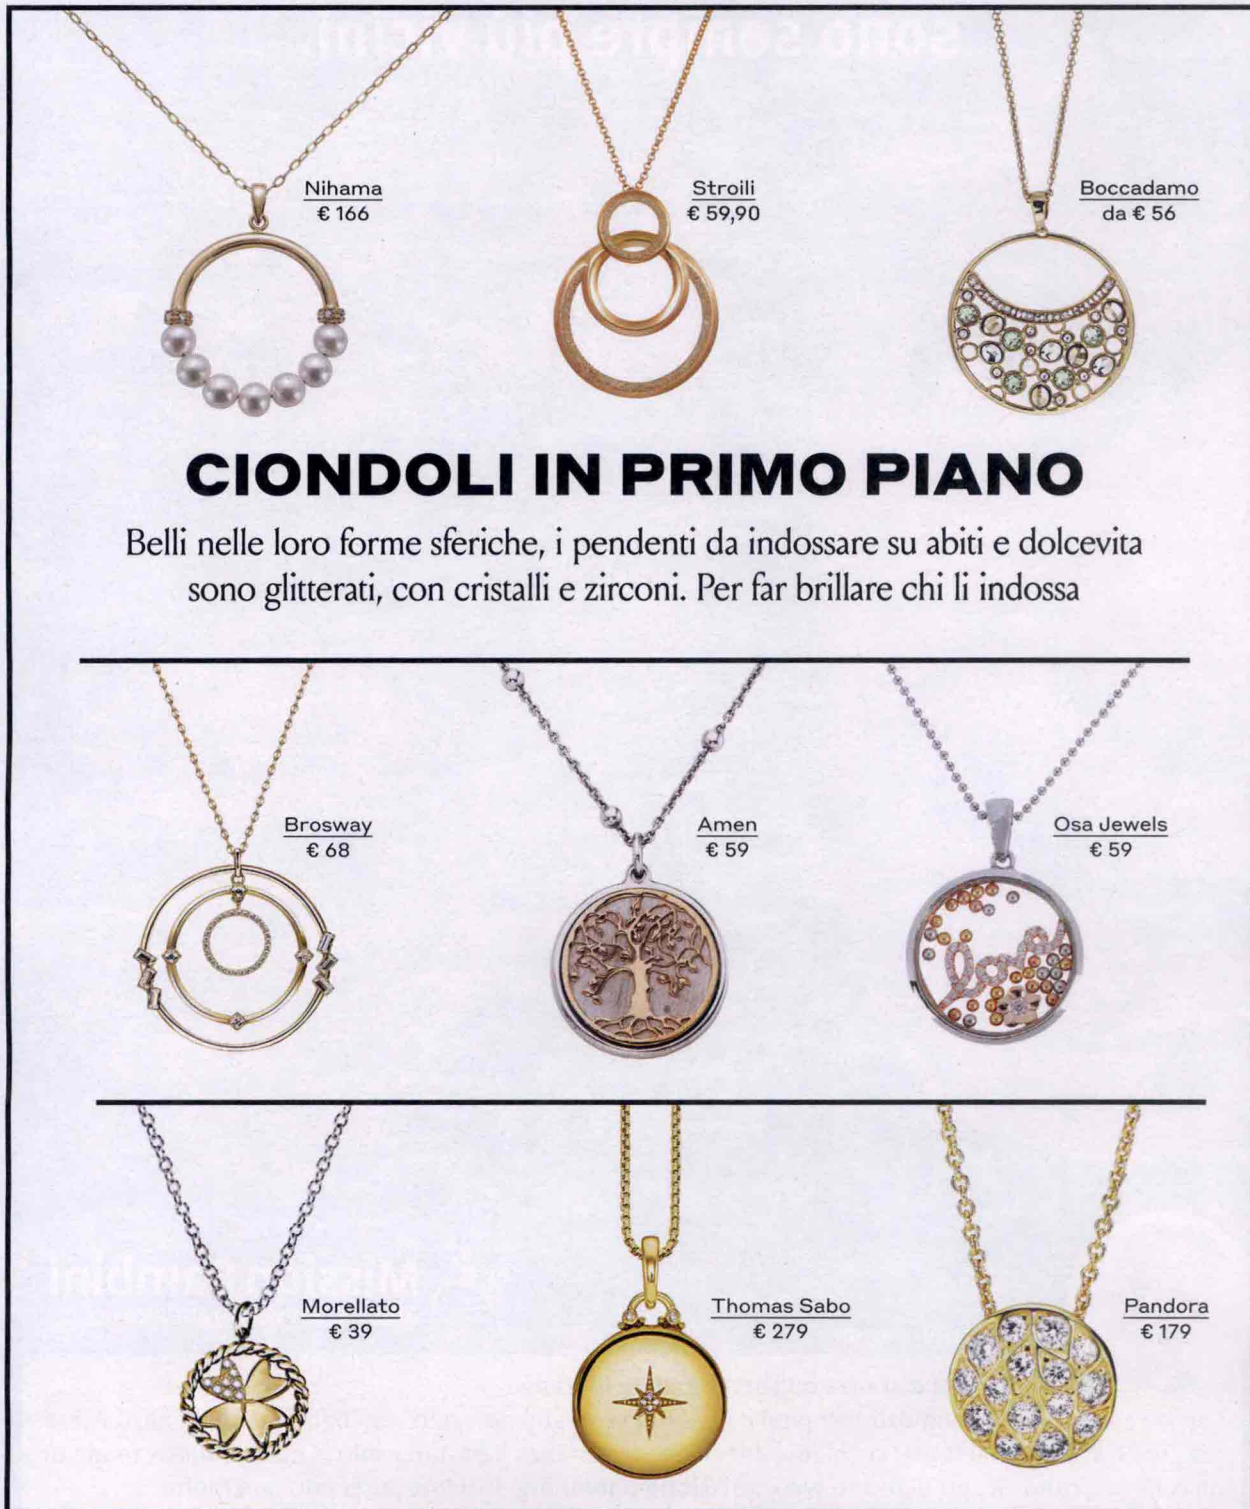 Nihama
€ 166
Stroili
€ 59,90
Boccadamo
da € 56
CIONDOLI IN PRIMO PIANO
Belli nelle loro forme sferiche, i pendenti da indossare su abiti e dolcevita
sono glitterati, con cristalli e zirconi. Per far brillare chi li indossa
Brosway
€ 68
Amen
€ 59
Osa Jewels
€ 59
love
Morellato
€ 39
Thomas Sabo
€ 279
Pandora
€ 179